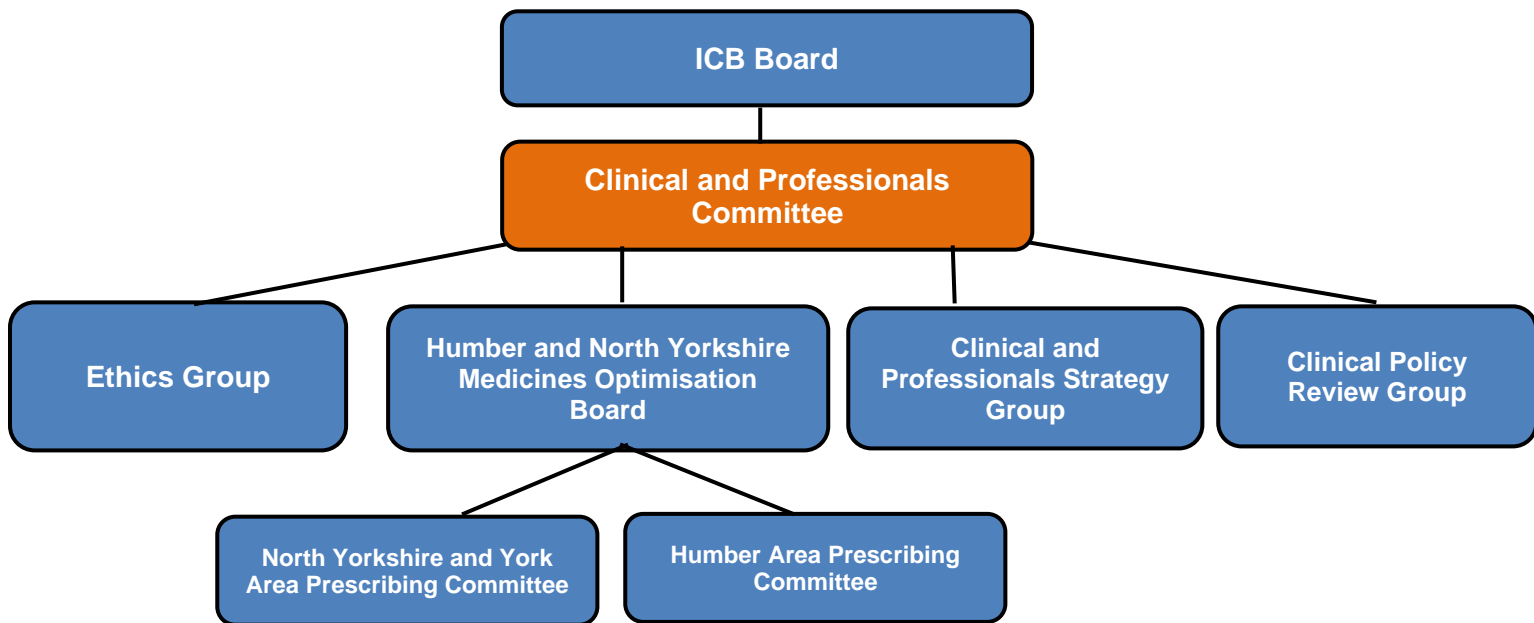 ICB Board
Clinical and Professionals
Committee
Ethics Group
Humber and North Yorkshire
Medicines Optimisation
Board
Clinical and
Professionals Strategy
Group
Clinical Policy
Review Group
North Yorkshire and York
Area Prescribing Committee
Humber Area Prescribing
Committee